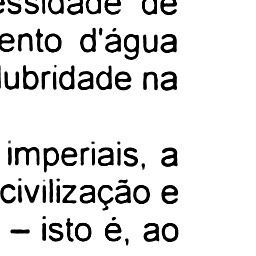 essidade de
ento d'água
lubridade na
imperiais, a
civilização e
– isto é, ao